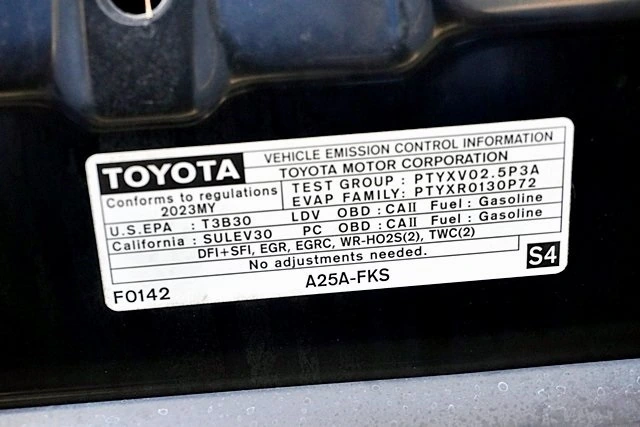 TOYOTA
VEHICLE EMISSION CONTROL INFORMATION
TOYOTA MOTOR CORPORATION
Conforms to regulations
2023MY
TEST GROUP : PTYXV02.5P3A
EVAP FAMILY: PTYXR0130P72
U.S.EPA : T3B30
LDV OBD : CAII Fuel : Gasoline
California : SULEV30
PC OBD : CAII Fuel : Gasoline
DFI+SFI, EGR, EGRC, WR-HO2S(2), TWC(2)
No adjustments needed.
S4
F0142
A25A-FKS